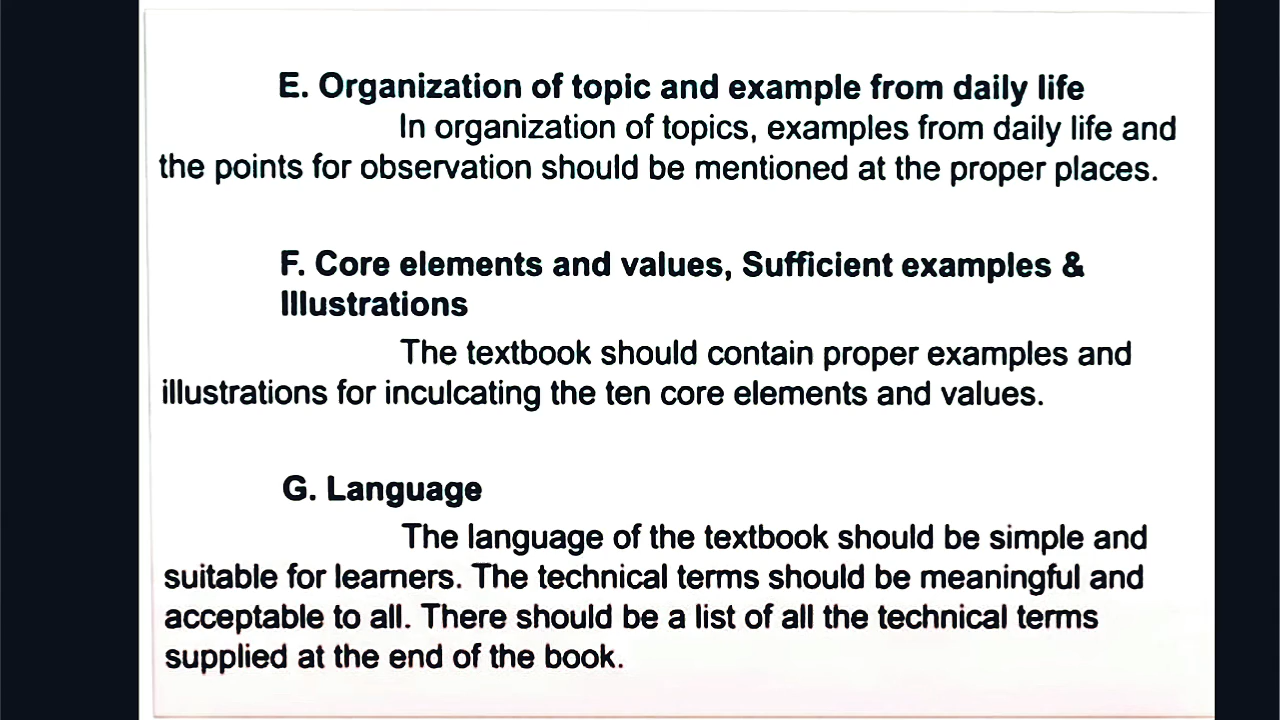 E. Organization of topic and example from daily life
In organization of topics, examples from daily life and
the points for observation should be mentioned at the proper places.
F. Core elements and values, Sufficient examples &
Illustrations
The textbook should contain proper examples and
illustrations for inculcating the ten core elements and values.
G. Language
The language of the textbook should be simple and
suitable for learners. The technical terms should be meaningful and
acceptable to all. There should be a list of all the technical terms
supplied at the end of the book.